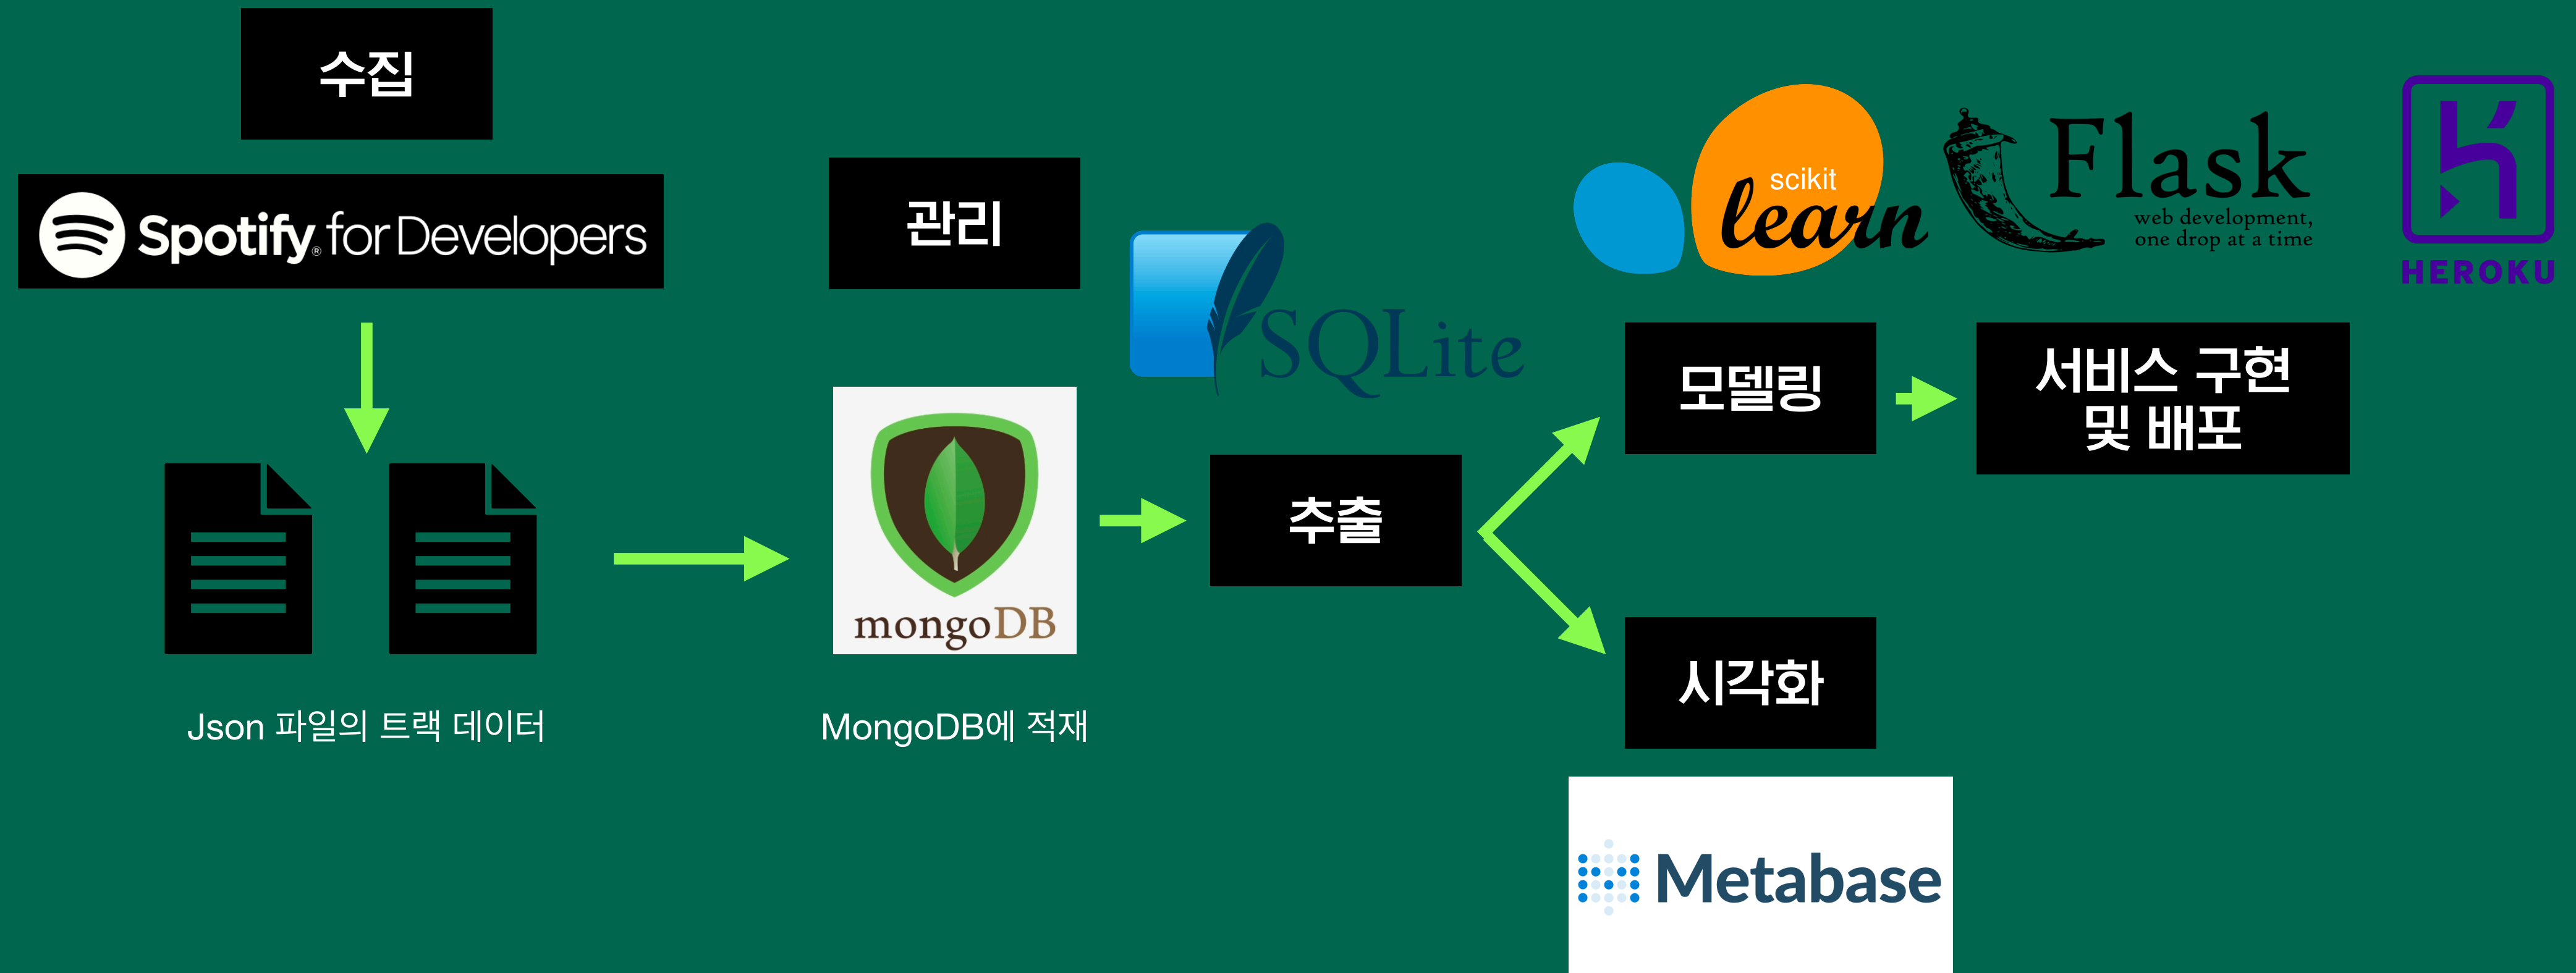 수집
Spotify® for Developers
Json 파일의 트랙 데이터
관리
mongoDB
MongoDB에 적재
SQLite
추출
scikit
learn
모델링
Flask
web development,
one drop at a time
HEROKU
서비스 구현
및 배포
시각화
Metabase